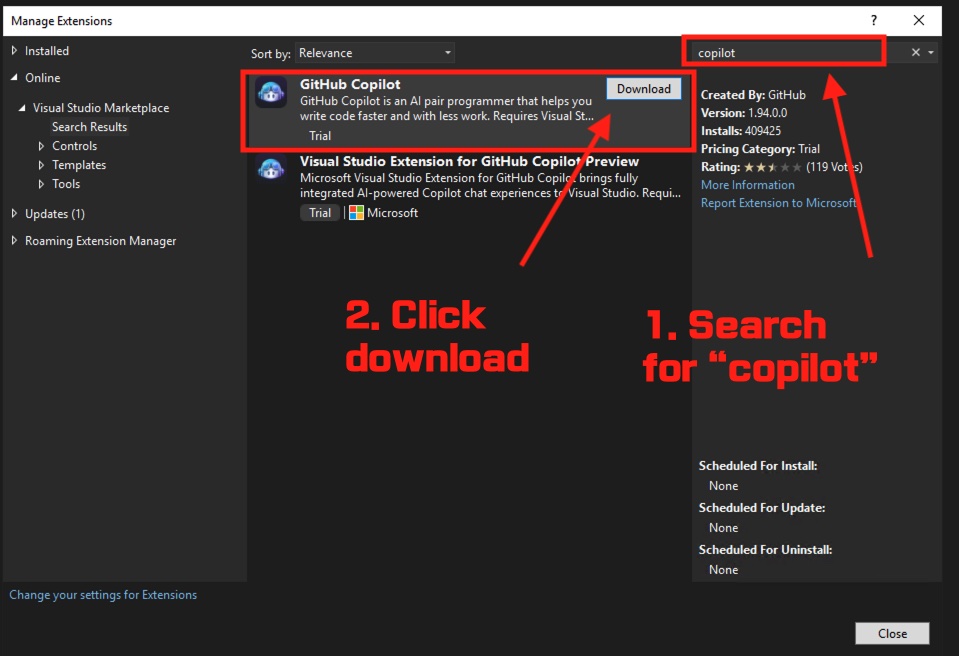 Manage Extensions
?
Installed
Online
Visual Studio Marketplace
Search Results
Controls
Templates
Tools
Updates (1)
Roaming Extension Manager
Sort by: Relevance
copilot
GitHub Copilot
Download
GitHub Copilot is an AI pair programmer that helps you
write code faster and with less work. Requires Visual St...
Trial
Visual Studio Extension for GitHub Copilot Preview
Microsoft Visual Studio Extension for GitHub Copilot brings fully
integrated AI-powered Copilot chat experiences to Visual Studio. Requi...
Trial | Microsoft
Created By: GitHub
Version: 1.94.0.0
Installs: 409425
Pricing Category: Trial
Rating: (119 Votes)
More Information
Report Extension to Microsoft
2. Click
download
1. Search
for “copilot”
Scheduled For Install:
None
Scheduled For Update:
None
Scheduled For Uninstall:
None
Change your settings for Extensions
Close